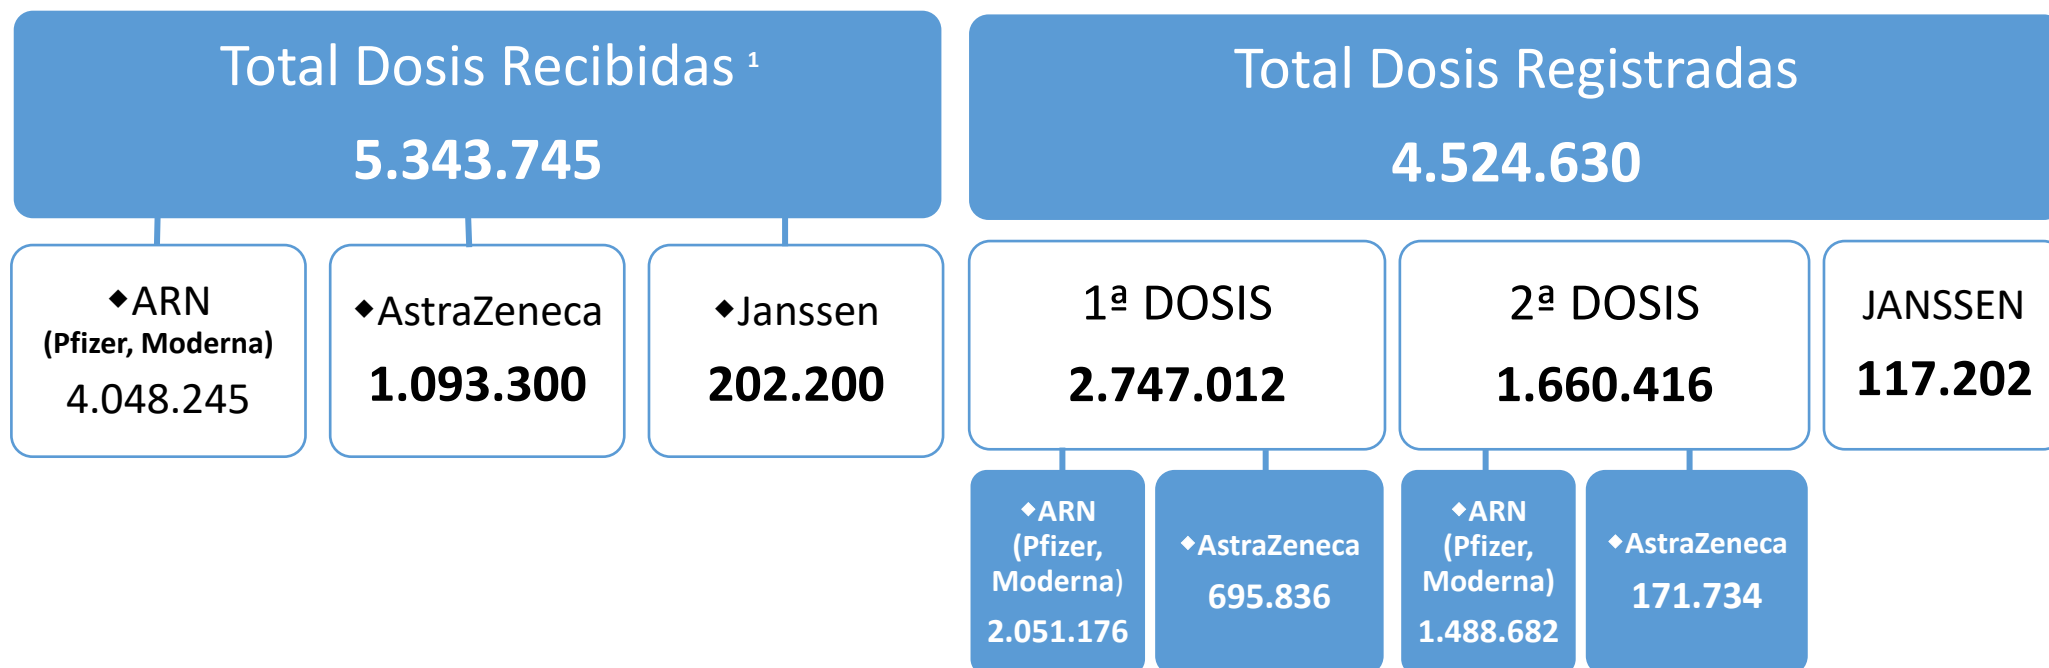 Total Dosis Recibidas ¹
5.343.745
◆ARN
(Pfizer, Moderna)
4.048.245
◆AstraZeneca
1.093.300
◆Janssen
202.200
Total Dosis Registradas
4.524.630
1ª DOSIS
2.747.012
◆ARN
(Pfizer,
Moderna)
2.051.176
◆AstraZeneca
695.836
2ª DOSIS
1.660.416
◆ARN
(Pfizer,
Moderna)
1.488.682
◆AstraZeneca
171.734
JANSSEN
117.202